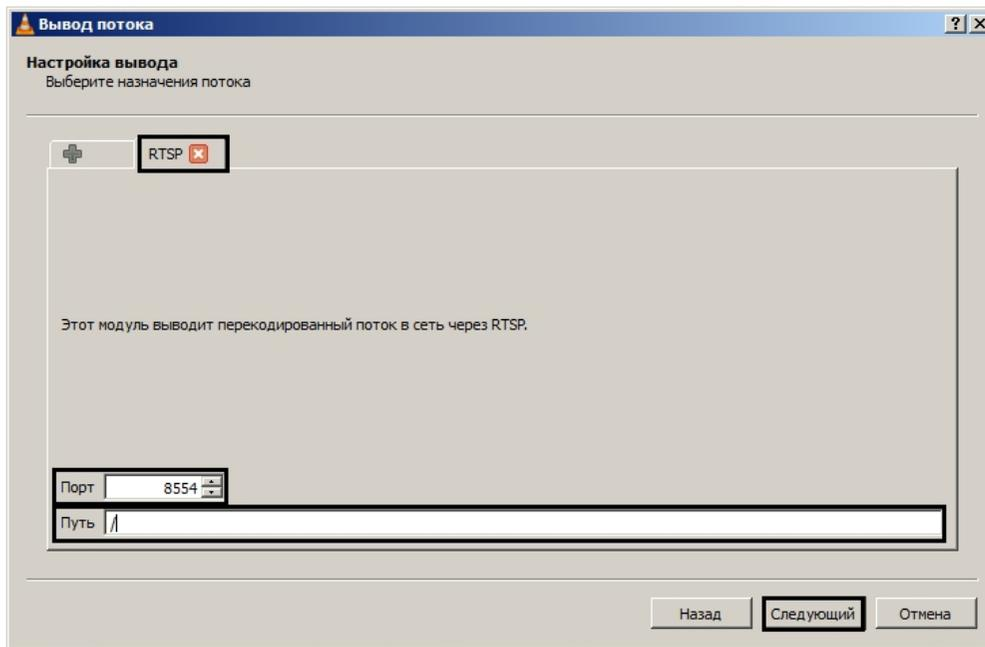 Вывод потока
Настройка вывода
Выберите назначения потока
RTSP
Этот модуль выводит перекодированный поток в сеть через RTSP.
Порт 8554
Путь /
Назад Следующий Отмена